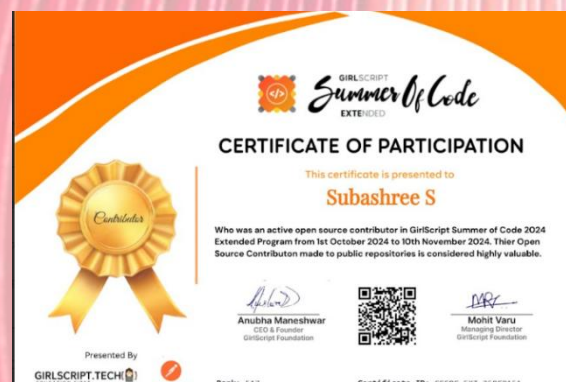 GIRLSCRIPT
Summer Of Code
EXTENDED
CERTIFICATE OF PARTICIPATION
This certificate is presented to
Subashree S
Who was an active open source contributor in GirlScript Summer of Code 2024
Extended Program from 1st October 2024 to 10th November 2024. Thier Open
Source Contributon made to public repositories is considered highly valuable.
Contributor
Anubha Maneshwar
CEO & Founder
GirlScript Foundation
Mohit Varu
Managing Director
GirlScript Foundation
Presented By
GIRLSCRIPT.TECH